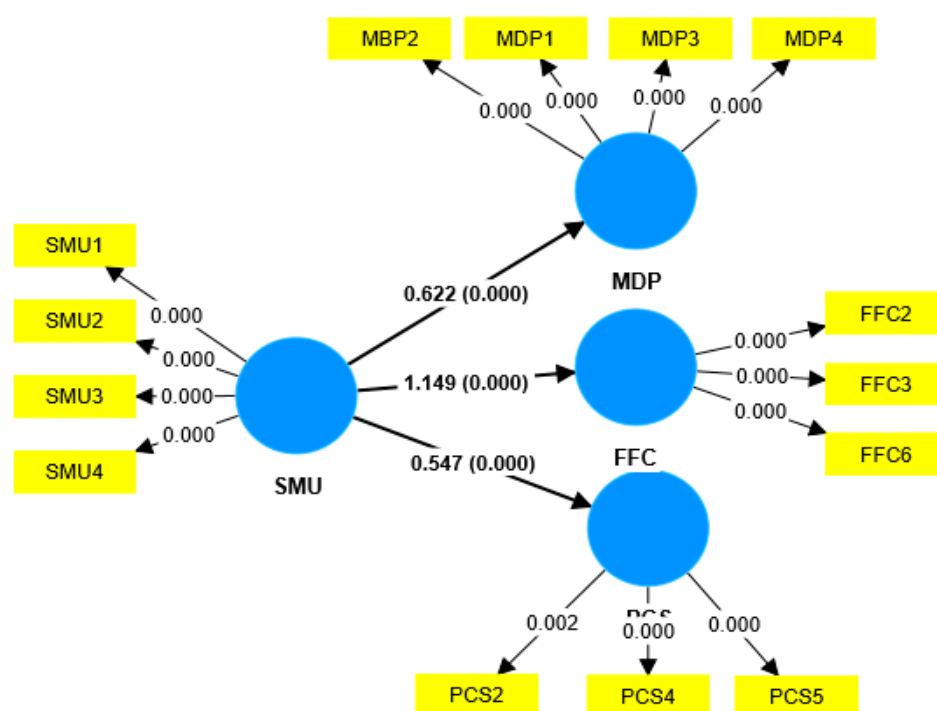 MBP2
MDP1
MDP3
MDP4
0.000
0.000
0.000
0.000
MDP
SMU1
SMU2
SMU3
SMU4
0.000
0.000
0.000
0.000
SMU
0.622 (0.000)
1.149 (0.000)
0.547 (0.000)
FFC2
FFC3
FFC6
0.000
0.000
0.000
FFC
0.002
0.000
0.000
PCS2
PCS4
PCS5